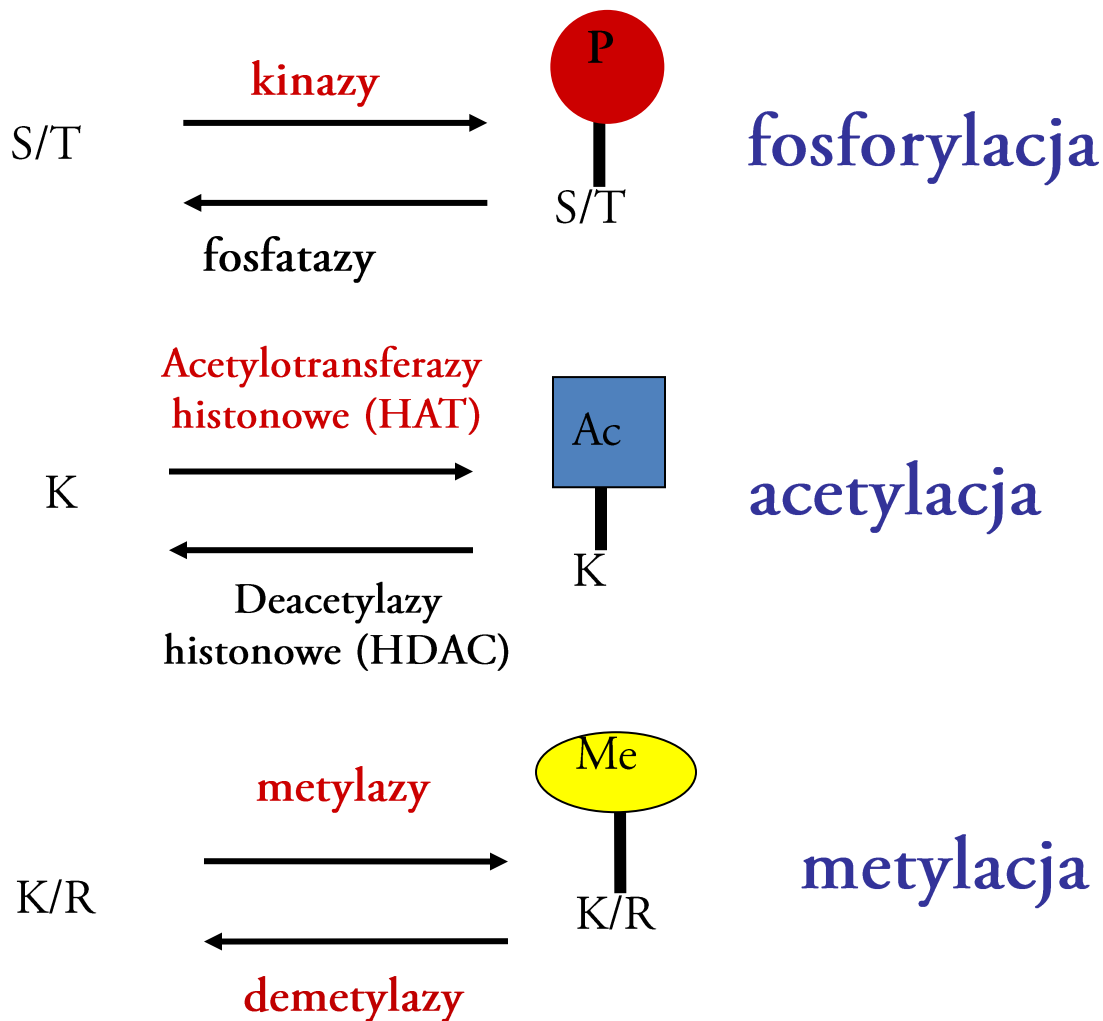 kinazy
P
S/T
fosforylacja
S/T
fosfatazy
Acetylotransferazy
histonowe (HAT)
Ac
K
acetylacja
K
Deacetylazy
histonowe (HDAC)
Me
metylazy
metylacja
K/R
K/R
demetylazy